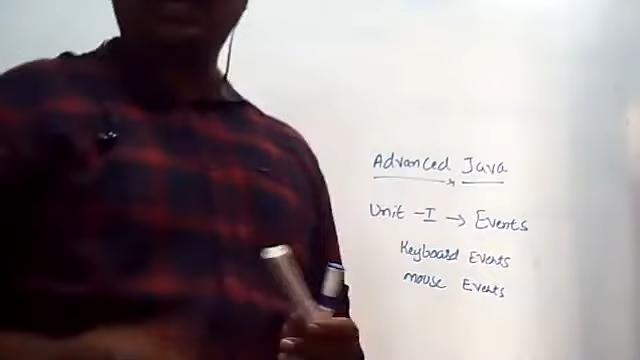 Advanced Java
Unit - I → Events
Keyboard Events
mouse Events